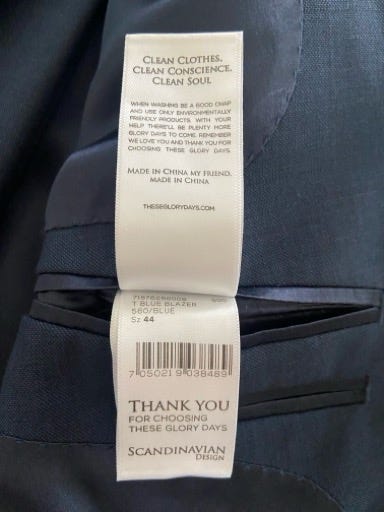 CLEAN CLOTHES,
CLEAN CONSCIENCE,
CLEAN SOUL
WHEN WASHING BE A GOOD CHAP
AND USE ONLY ENVIRONMENTALLY
FRIENDLY PRODUCTS. WITH YOUR
HELP THERE'LL BE PLENTY MORE
GLORY DAYS TO COME. REMEMBER
WE LOVE YOU AND THANK YOU FOR
CHOOSING THESE GLORY DAYS.
MADE IN CHINA MY FRIEND,
MADE IN CHINA
THESEGLORYDAYS.COM
T BLUE BLAZER
560/BLUE
Sz 44
7 050219 038489
THANK YOU
FOR CHOOSING
THESE GLORY DAYS
SCANDINAVIAN
DESIGN